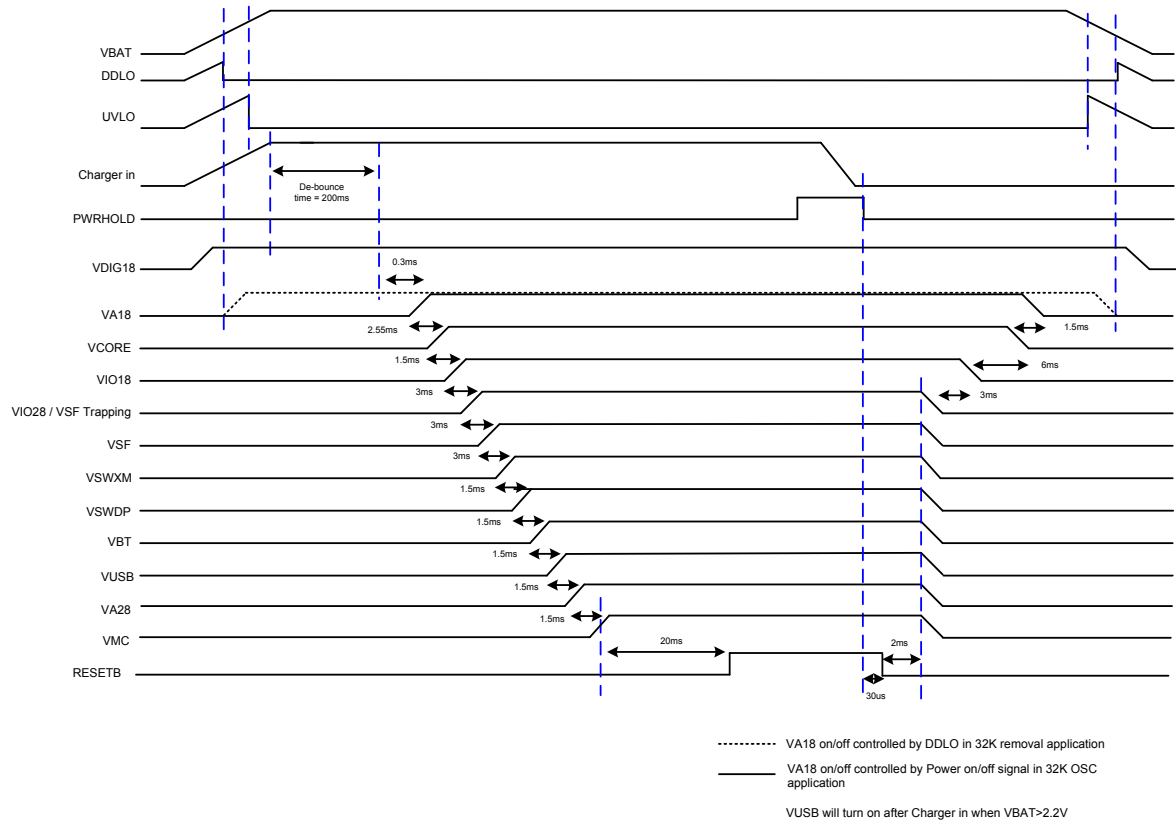 VBAT
DDLO
UVLO
Charger in
De-bounce
time = 200ms
PWRHOLD
VDIG18
0.3ms
VA18
2.55ms
1.5ms
VCORE
1.5ms
6ms
VIO18
3ms
3ms
VIO28 / VSF Trapping
3ms
VSF
3ms
VSWXM
1.5ms
VSWDP
1.5ms
VBT
1.5ms
VUSB
1.5ms
VA28
1.5ms
VMC
20ms
2ms
RESETB
30us
VA18 on/off controlled by DDLO in 32K removal application
VA18 on/off controlled by Power on/off signal in 32K OSC
application
VUSB will turn on after Charger in when VBAT>2.2V